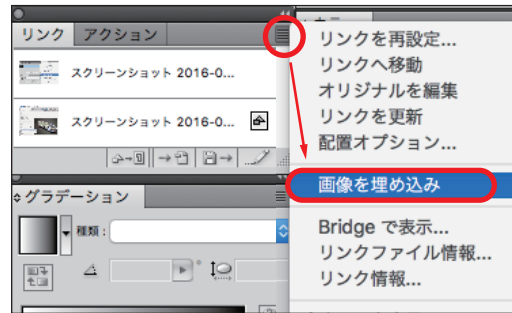 リンク アクション
スクリーンショット 2016-0...
スクリーンショット 2016-0...
グラデーション
種類：
リンクを再設定...
リンクへ移動
オリジナルを編集
リンクを更新
配置オプション...
画像を埋め込み
Bridge で表示...
リンクファイル情報...
リンク情報...